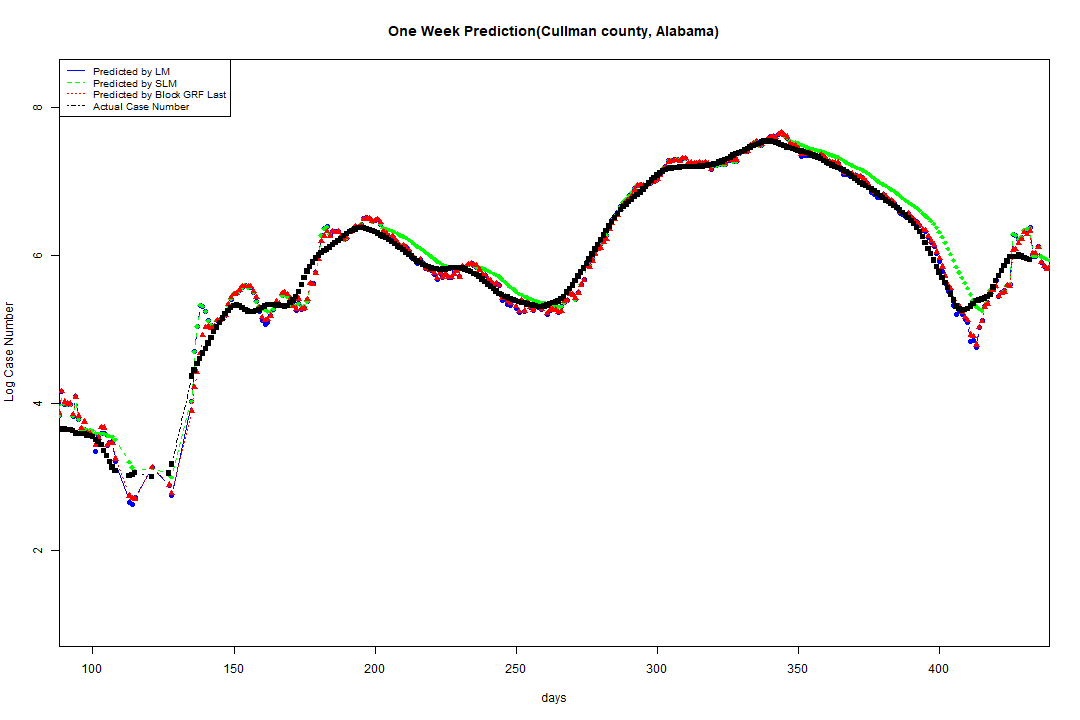 One Week Prediction(Cullman county, Alabama)
Predicted by LM
Predicted by SLM
Predicted by Block GRF Last
Actual Case Number
8
6
4
2
Log Case Number
100 150 200 250 300 350 400
days